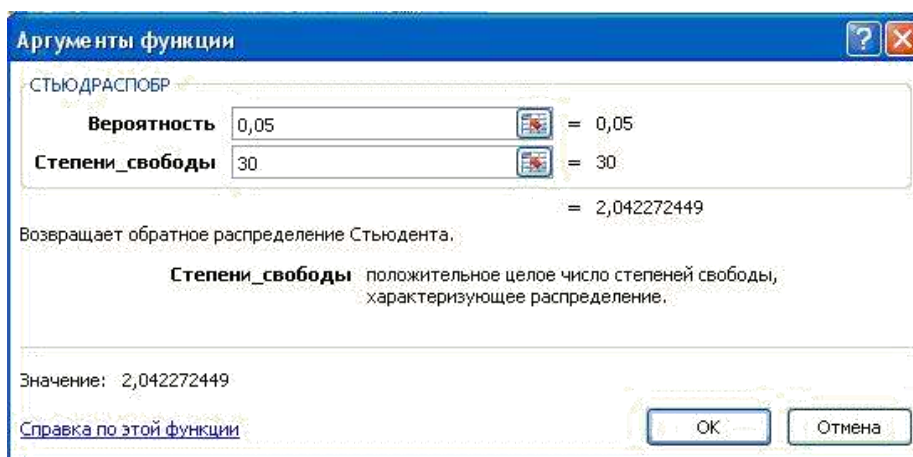 Аргументы функции
СТЬЮДРАСПОБР
Вероятность 0,05 = 0,05
Степени_свободы 30 = 30
= 2,042272449
Возвращает обратное распределение Стьюдента.
Степени_свободы положительное целое число степеней свободы,
характеризующее распределение.
Значение: 2,042272449
Справка по этой функции
ОК
Отмена